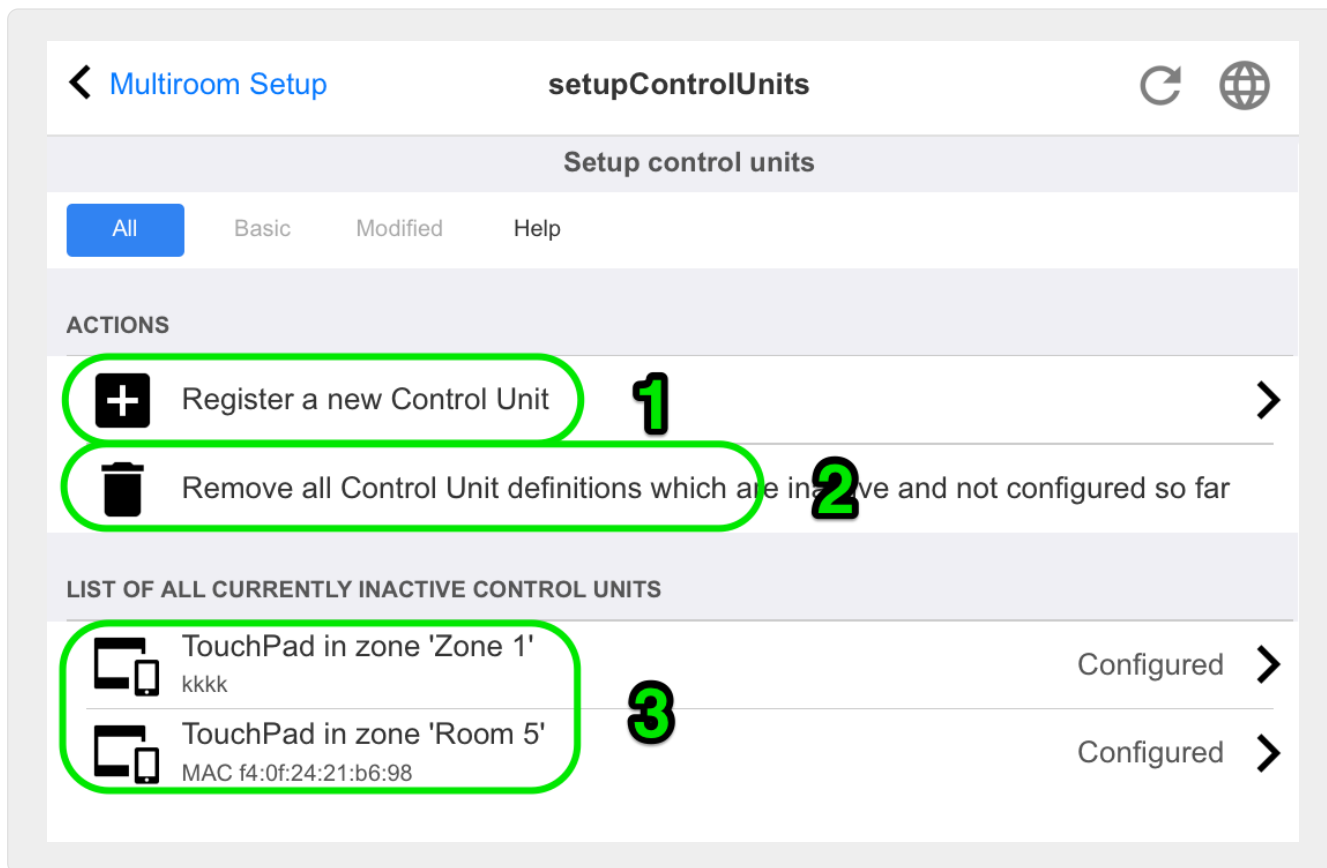 Multiroom Setup setupControlUnits
Setup control units
All Basic Modified Help
ACTIONS
Register a new Control Unit 1
Remove all Control Unit definitions which are inactive and not configured so far 2
LIST OF ALL CURRENTLY INACTIVE CONTROL UNITS
TouchPad in zone 'Zone 1'
kkkk
Configured
3
TouchPad in zone 'Room 5'
MAC f4:0f:24:21:b6:98
Configured